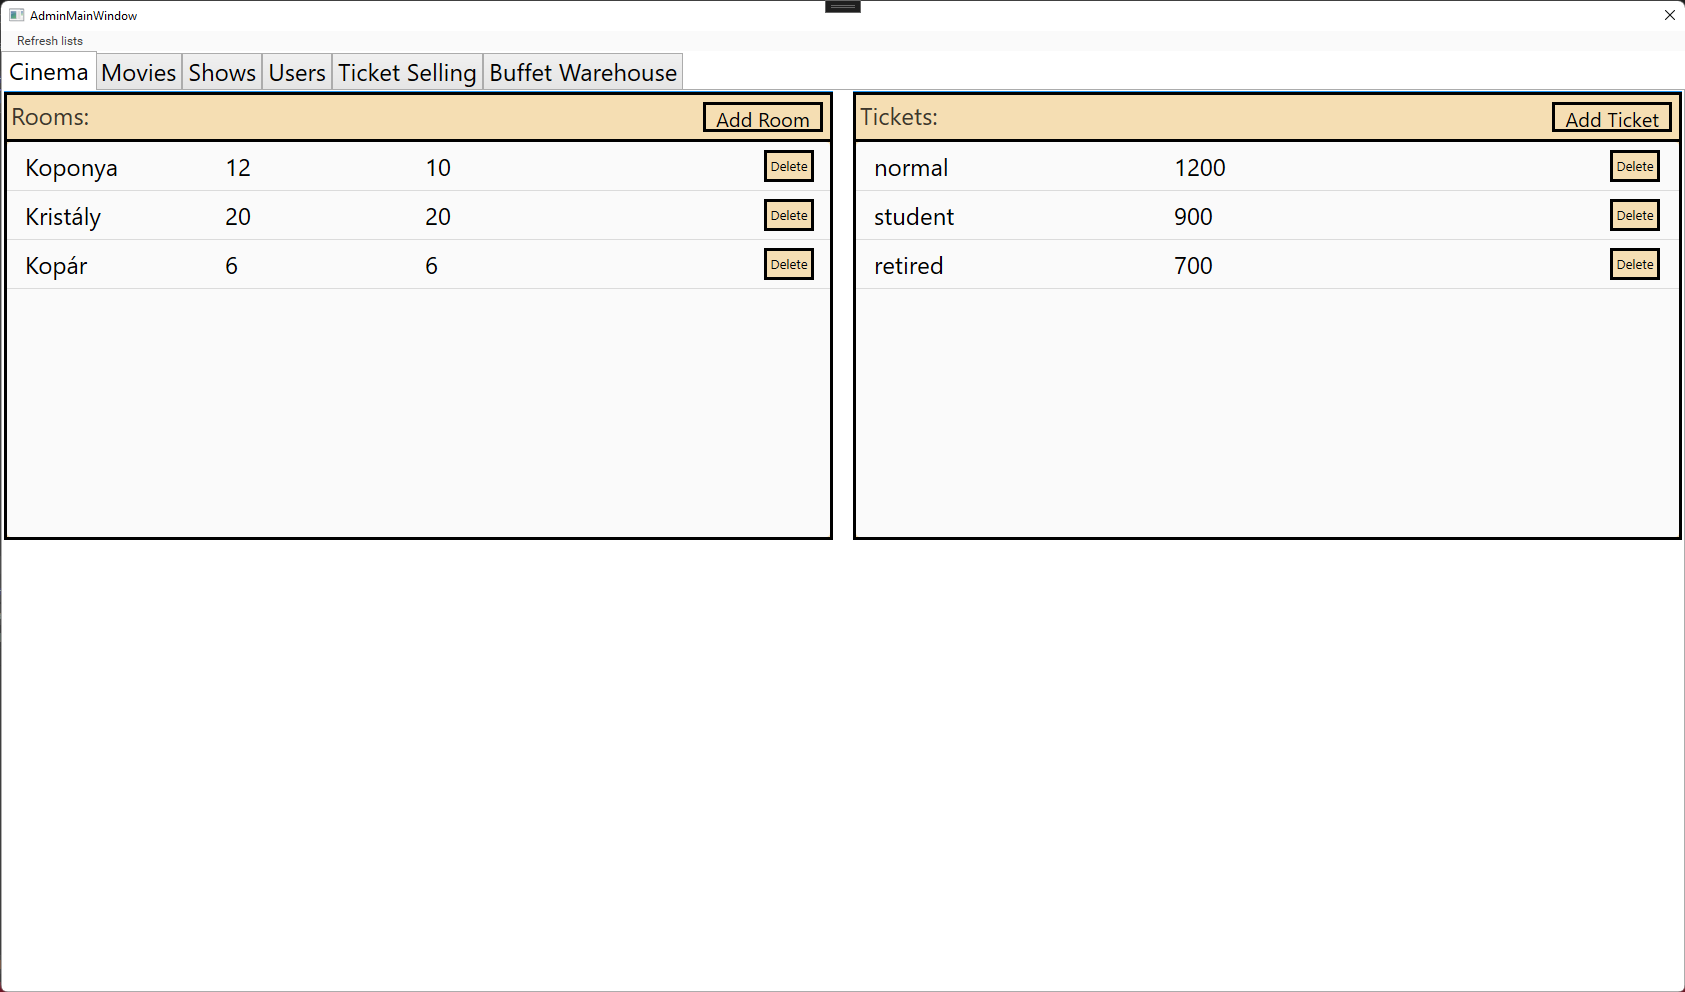 AdminMainWindow
Refresh lists
Cinema Movies Shows Users Ticket Selling Buffet Warehouse
Rooms: Add Room
Koponya 12 10 Delete
Kristály 20 20 Delete
Kopár 6 6 Delete
Tickets: Add Ticket
normal 1200 Delete
student 900 Delete
retired 700 Delete